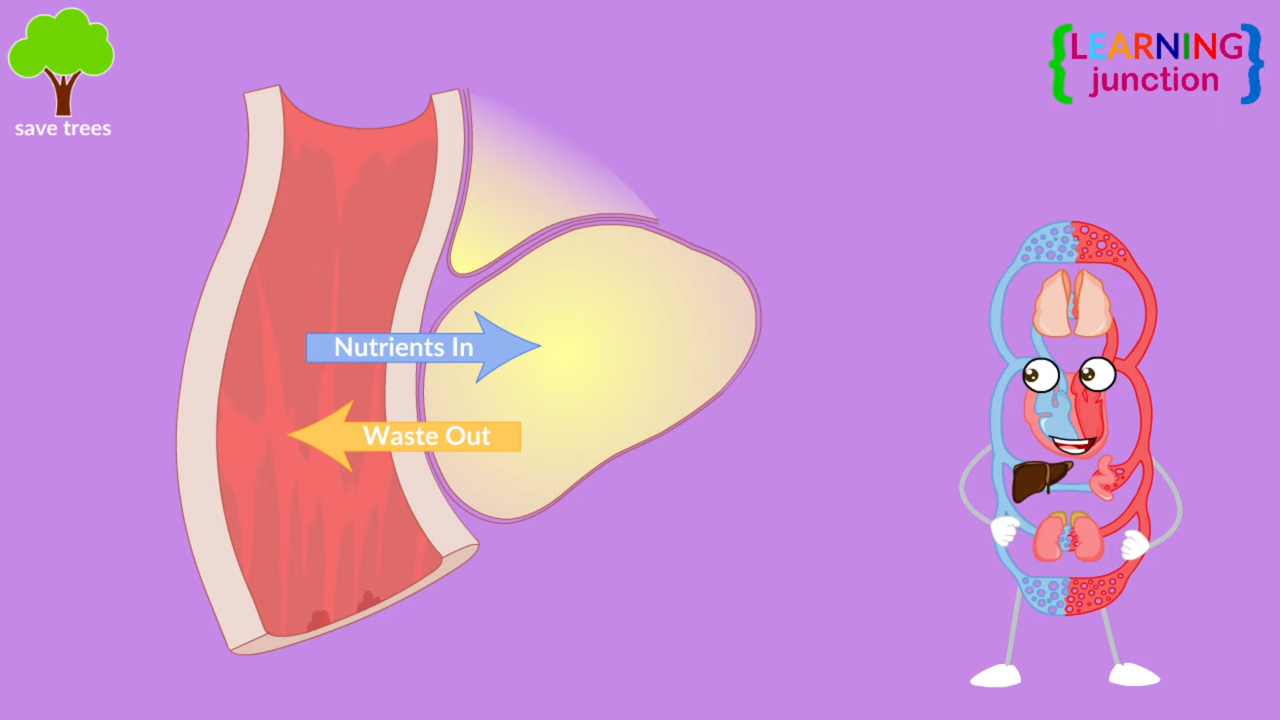 save trees
{LEARNING}
junction
Nutrients In
Waste Out